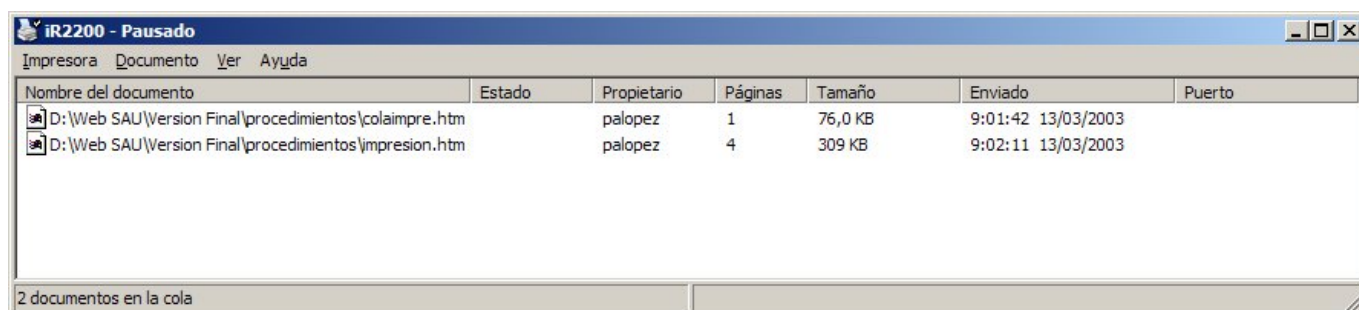 iR2200 - Pausado
Impresora Documento Ver Ayuda
Nombre del documento Estado Propietario Páginas Tamaño Enviado Puerto
D:\Web SAU\Version Final\procedimientos\colaimpre.htm palopez 1 76,0 KB 9:01:42 13/03/2003
D:\Web SAU\Version Final\procedimientos\impresion.htm palopez 4 309 KB 9:02:11 13/03/2003
2 documentos en la cola